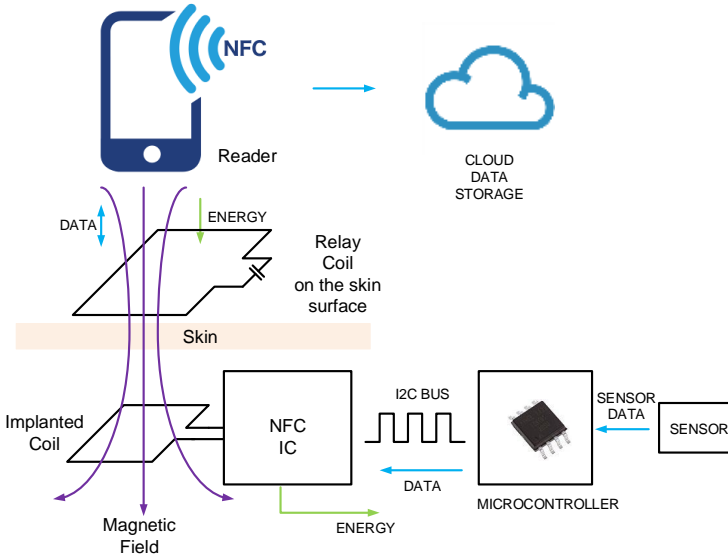 NFC
Reader
CLOUD
DATA
STORAGE
DATA
ENERGY
Relay
Coil
on the skin
surface
Skin
Implanted
Coil
NFC
IC
I2C BUS
DATA
ENERGY
MICROCONTROLLER
SENSOR
DATA
SENSOR
Magnetic
Field